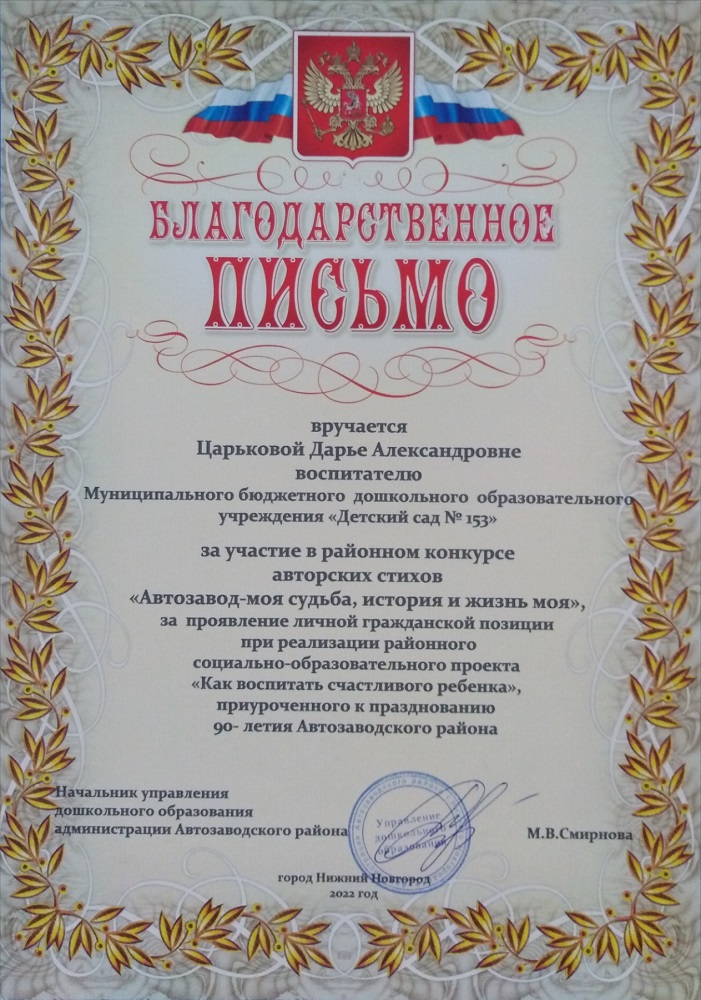 БЛАГОДАРСТВЕННОЕ
ПИСЬМО
вручается
Царьковой Дарье Александровне
воспитателю
Муниципального бюджетного дошкольного образовательного
учреждения «Детский сад № 153»
за участие в районном конкурсе
авторских стихов
«Автозавод-моя судьба, история и жизнь моя»,
за проявление личной гражданской позиции
при реализации районного
социально-образовательного проекта
«Как воспитать счастливого ребенка»,
приуроченного к празднованию
90- летия Автозаводского района
Начальник управления
дошкольного образования
администрации Автозаводского района
М.В.Смирнова
Управление
дошкольного
образования
город Нижний Новгород
2022 год